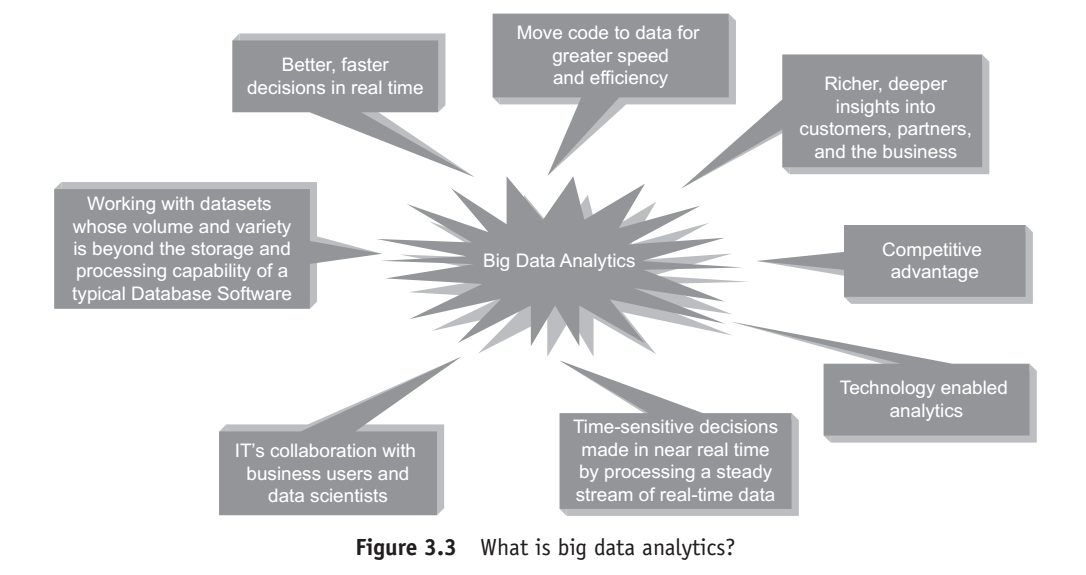 Better, faster
decisions in real time
Move code to data for
greater speed
and efficiency
Richer, deeper
insights into
customers, partners,
and the business
Working with datasets
whose volume and variety
is beyond the storage and
processing capability of a
typical Database Software
Big Data Analytics
Competitive
advantage
Technology enabled
analytics
IT’s collaboration with
business users and
data scientists
Time-sensitive decisions
made in near real time
by processing a steady
stream of real-time data
Figure 3.3 What is big data analytics?